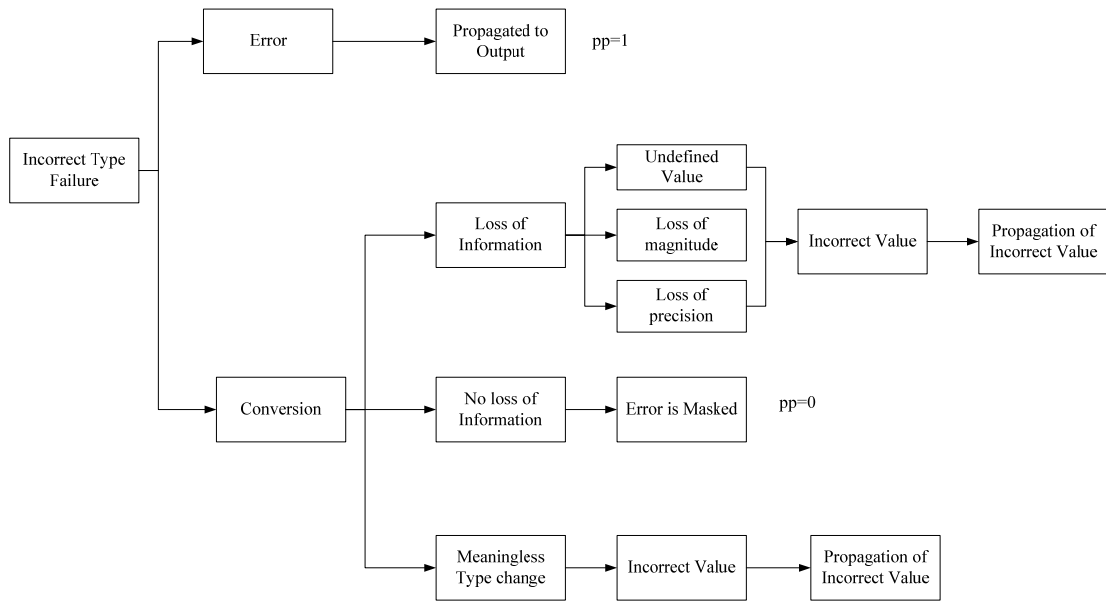 Error
Propagated to
Output
pp=1
Incorrect Type
Failure
Undefined
Value
Loss of
Information
Loss of
magnitude
Incorrect Value
Propagation of
Incorrect Value
Loss of
precision
Conversion
No loss of
Information
Error is Masked
pp=0
Meaningless
Type change
Incorrect Value
Propagation of
Incorrect Value